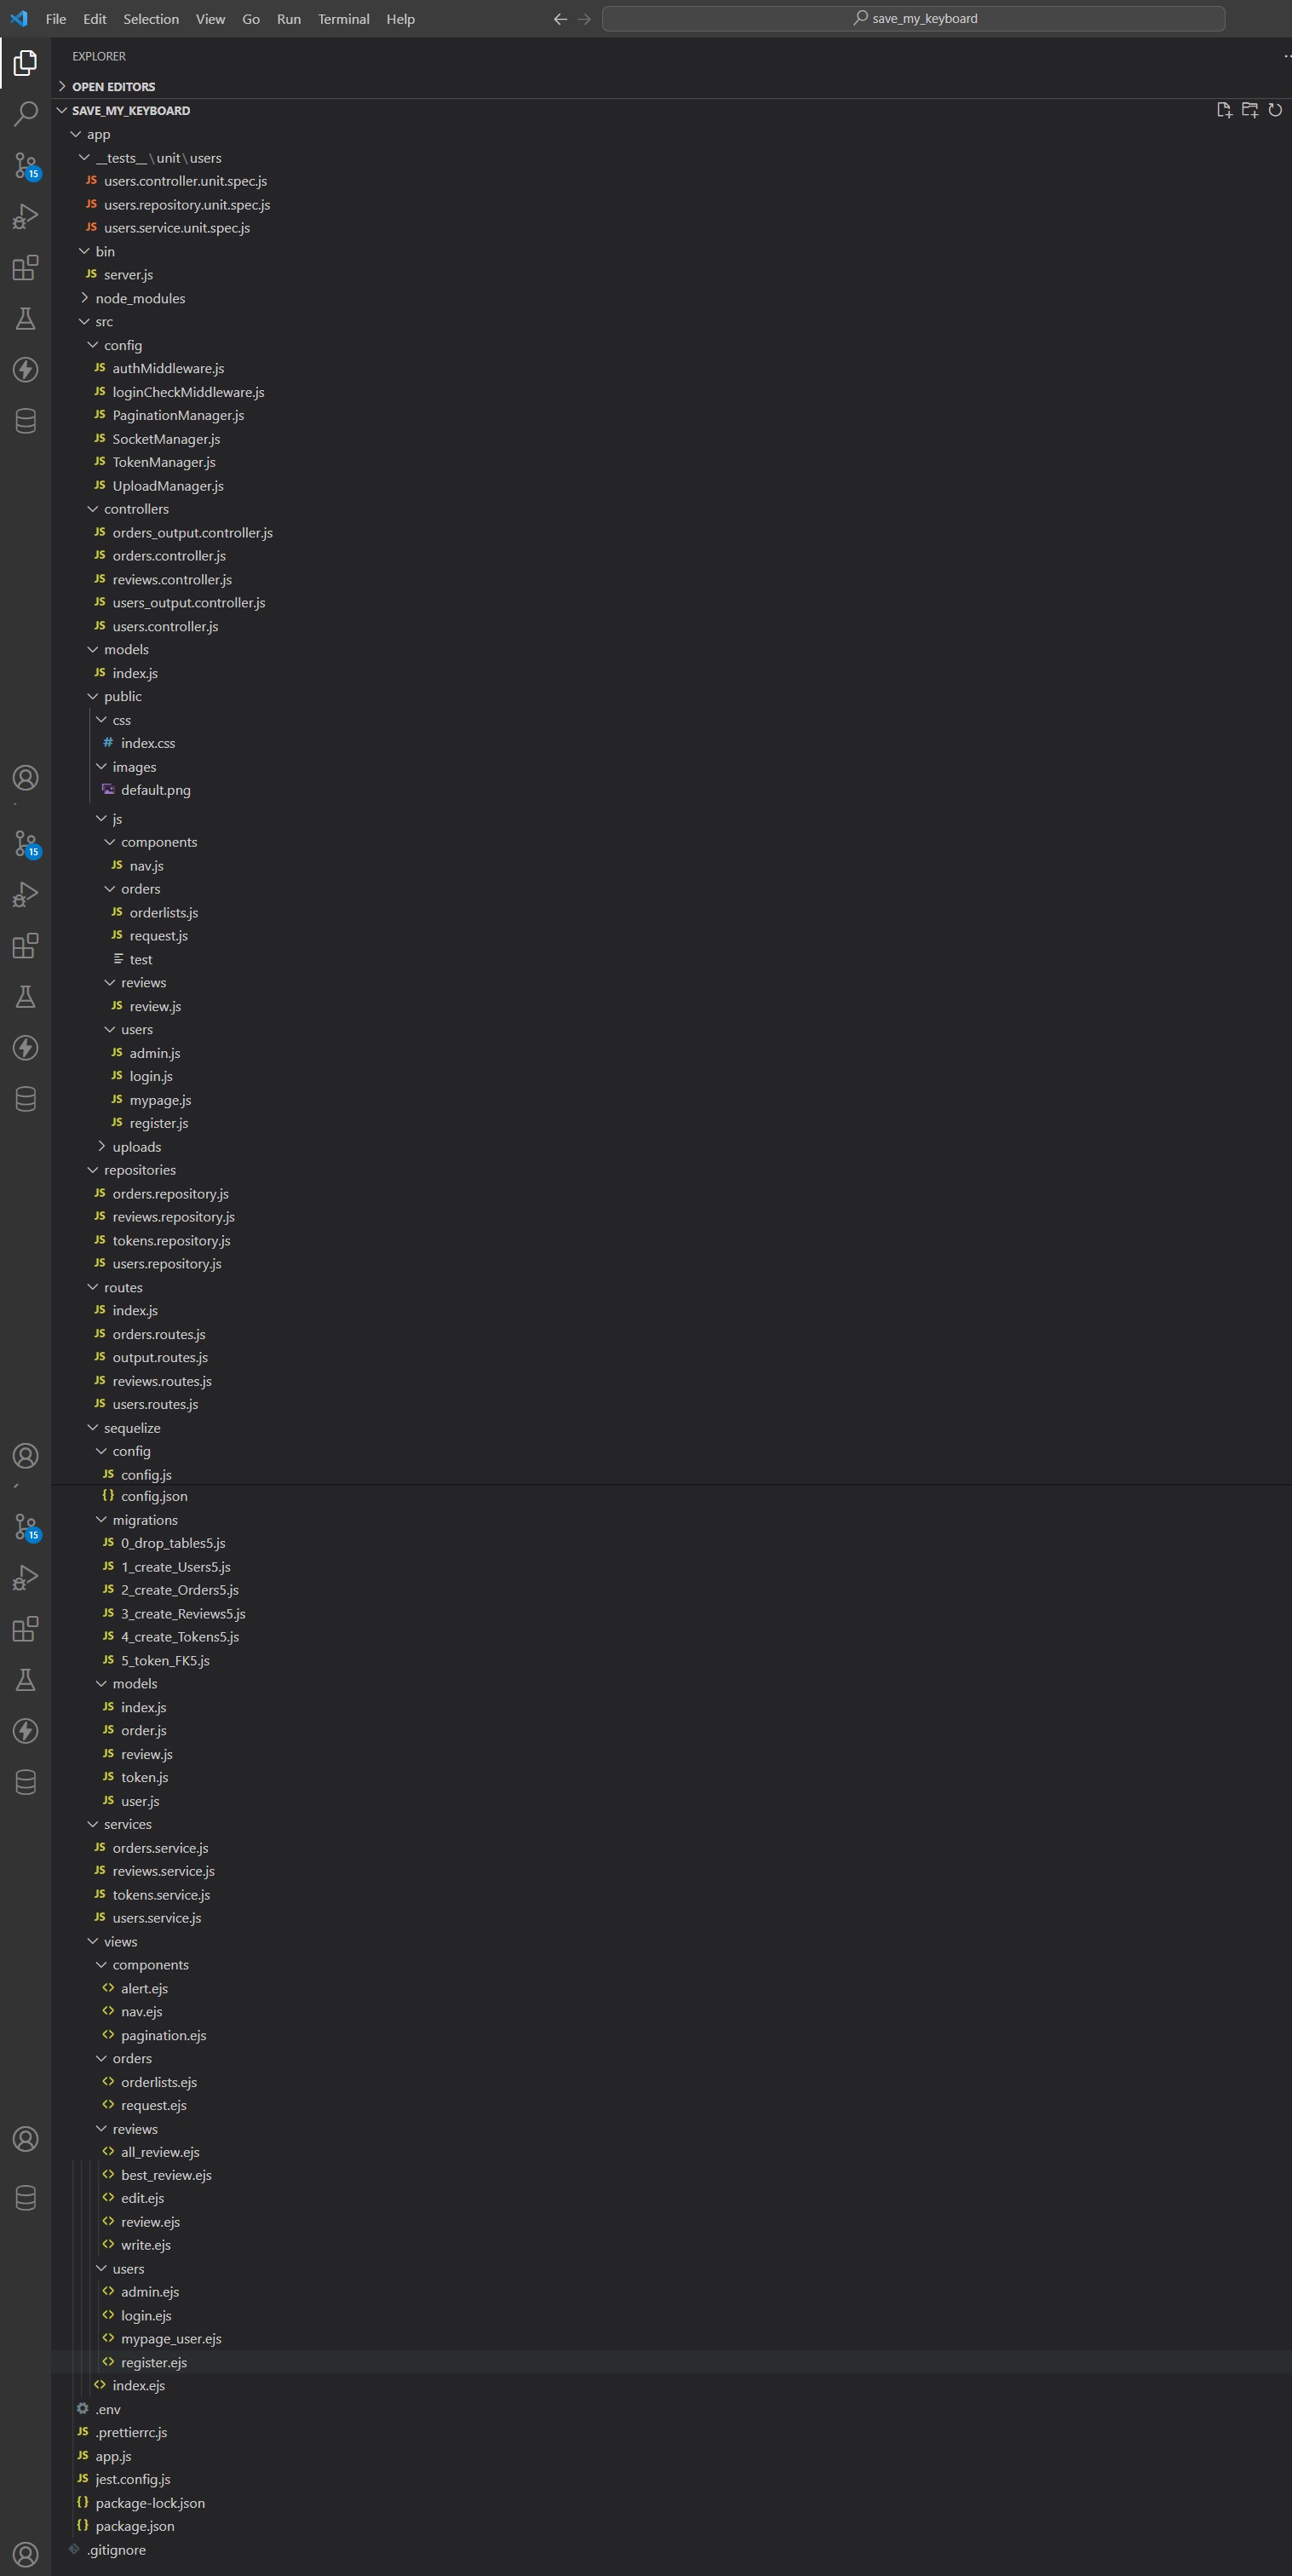 File Edit Selection View Go Run Terminal Help save_my_keyboard
EXPLORER
OPEN EDITORS
SAVE_MY_KEYBOARD
app
__tests__\unit\users
JS users.controller.unit.spec.js
JS users.repository.unit.spec.js
JS users.service.unit.spec.js
15
bin
JS server.js
node_modules
src
config
JS authMiddleware.js
JS loginCheckMiddleware.js
JS PaginationManager.js
JS SocketManager.js
JS TokenManager.js
JS UploadManager.js
controllers
JS orders_output.controller.js
JS orders.controller.js
JS reviews.controller.js
JS users_output.controller.js
JS users.controller.js
models
JS index.js
public
css
# index.css
images
default.png
js
components
15
JS nav.js
orders
JS orderlists.js
JS request.js
test
reviews
JS review.js
users
JS admin.js
JS login.js
JS mypage.js
JS register.js
uploads
repositories
JS orders.repository.js
JS reviews.repository.js
JS tokens.repository.js
JS users.repository.js
routes
JS index.js
JS orders.routes.js
JS output.routes.js
JS reviews.routes.js
JS users.routes.js
sequelize
config
JS config.js
{} config.json
migrations
15
JS 0_drop_tables5.js
JS 1_create_Users5.js
JS 2_create_Orders5.js
JS 3_create_Reviews5.js
JS 4_create_Tokens5.js
JS 5_token_FK5.js
models
JS index.js
JS order.js
JS review.js
JS token.js
JS user.js
services
JS orders.service.js
JS reviews.service.js
JS tokens.service.js
JS users.service.js
views
components
<> alert.ejs
<> nav.ejs
<> pagination.ejs
orders
<> orderlists.ejs
<> request.ejs
reviews
<> all_review.ejs
<> best_review.ejs
<> edit.ejs
<> review.ejs
<> write.ejs
users
<> admin.ejs
<> login.ejs
<> mypage_user.ejs
<> register.ejs
<> index.ejs
.env
JS .prettierrc.js
JS app.js
JS jest.config.js
{} package-lock.json
{} package.json
.gitignore